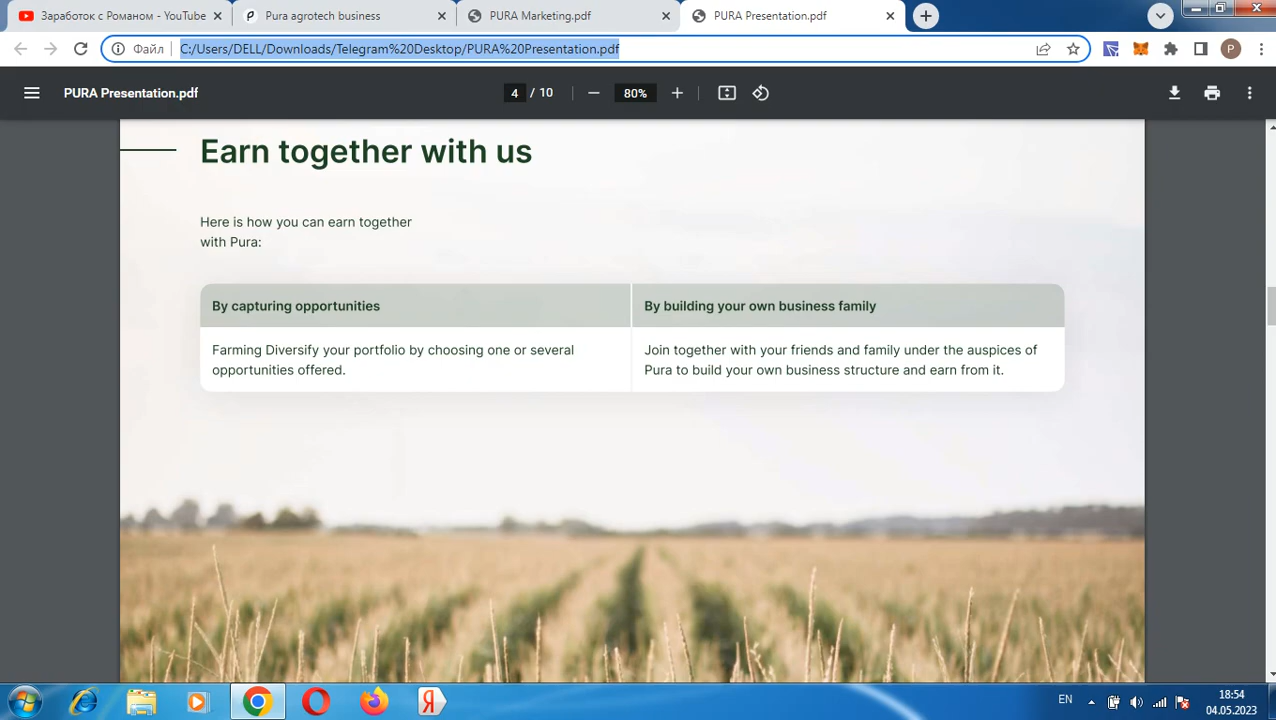 Заработок с Романом - YouTube
Pura agrotech business
PURA Marketing.pdf
PURA Presentation.pdf
Файл
C:/Users/DELL/Downloads/Telegram%20Desktop/PURA%20Presentation.pdf
P
PURA Presentation.pdf
4 / 10
80%
Earn together with us
Here is how you can earn together
with Pura:
By capturing opportunities
By building your own business family
Farming Diversify your portfolio by choosing one or several
opportunities offered.
Join together with your friends and family under the auspices of
Pura to build your own business structure and earn from it.
EN
18:54
04.05.2023